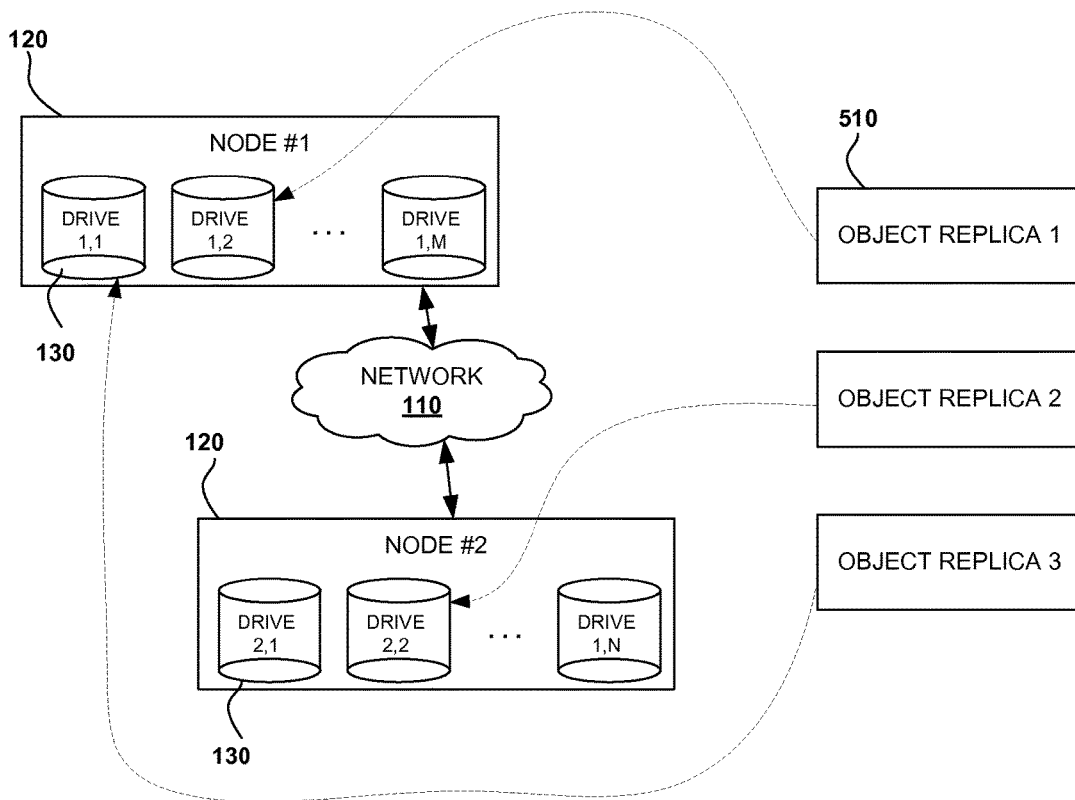 120
NODE #1
DRIVE
1,1
DRIVE
1,2
...
DRIVE
1,M
130
510
OBJECT REPLICA 1
NETWORK
110
OBJECT REPLICA 2
120
NODE #2
DRIVE
2,1
DRIVE
2,2
...
DRIVE
1,N
130
OBJECT REPLICA 3